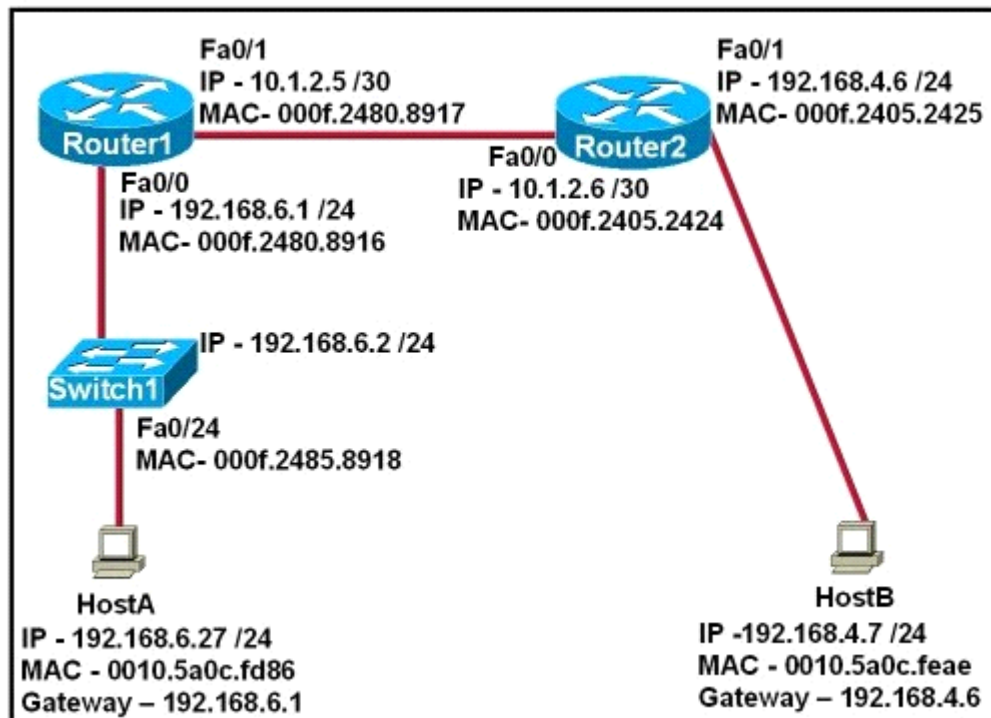 Fa0/1
IP - 10.1.2.5 /30
MAC- 000f.2480.8917
Router1
Fa0/0
IP - 192.168.6.1 /24
MAC- 000f.2480.8916
Fa0/1
IP - 192.168.4.6 /24
MAC- 000f.2405.2425
Router2
Fa0/0
IP - 10.1.2.6 /30
MAC- 000f.2405.2424
IP - 192.168.6.2 /24
Switch1
Fa0/24
MAC- 000f.2485.8918
HostA
IP - 192.168.6.27 /24
MAC - 0010.5a0c.fd86
Gateway – 192.168.6.1
HostB
IP -192.168.4.7 /24
MAC - 0010.5a0c.feae
Gateway – 192.168.4.6